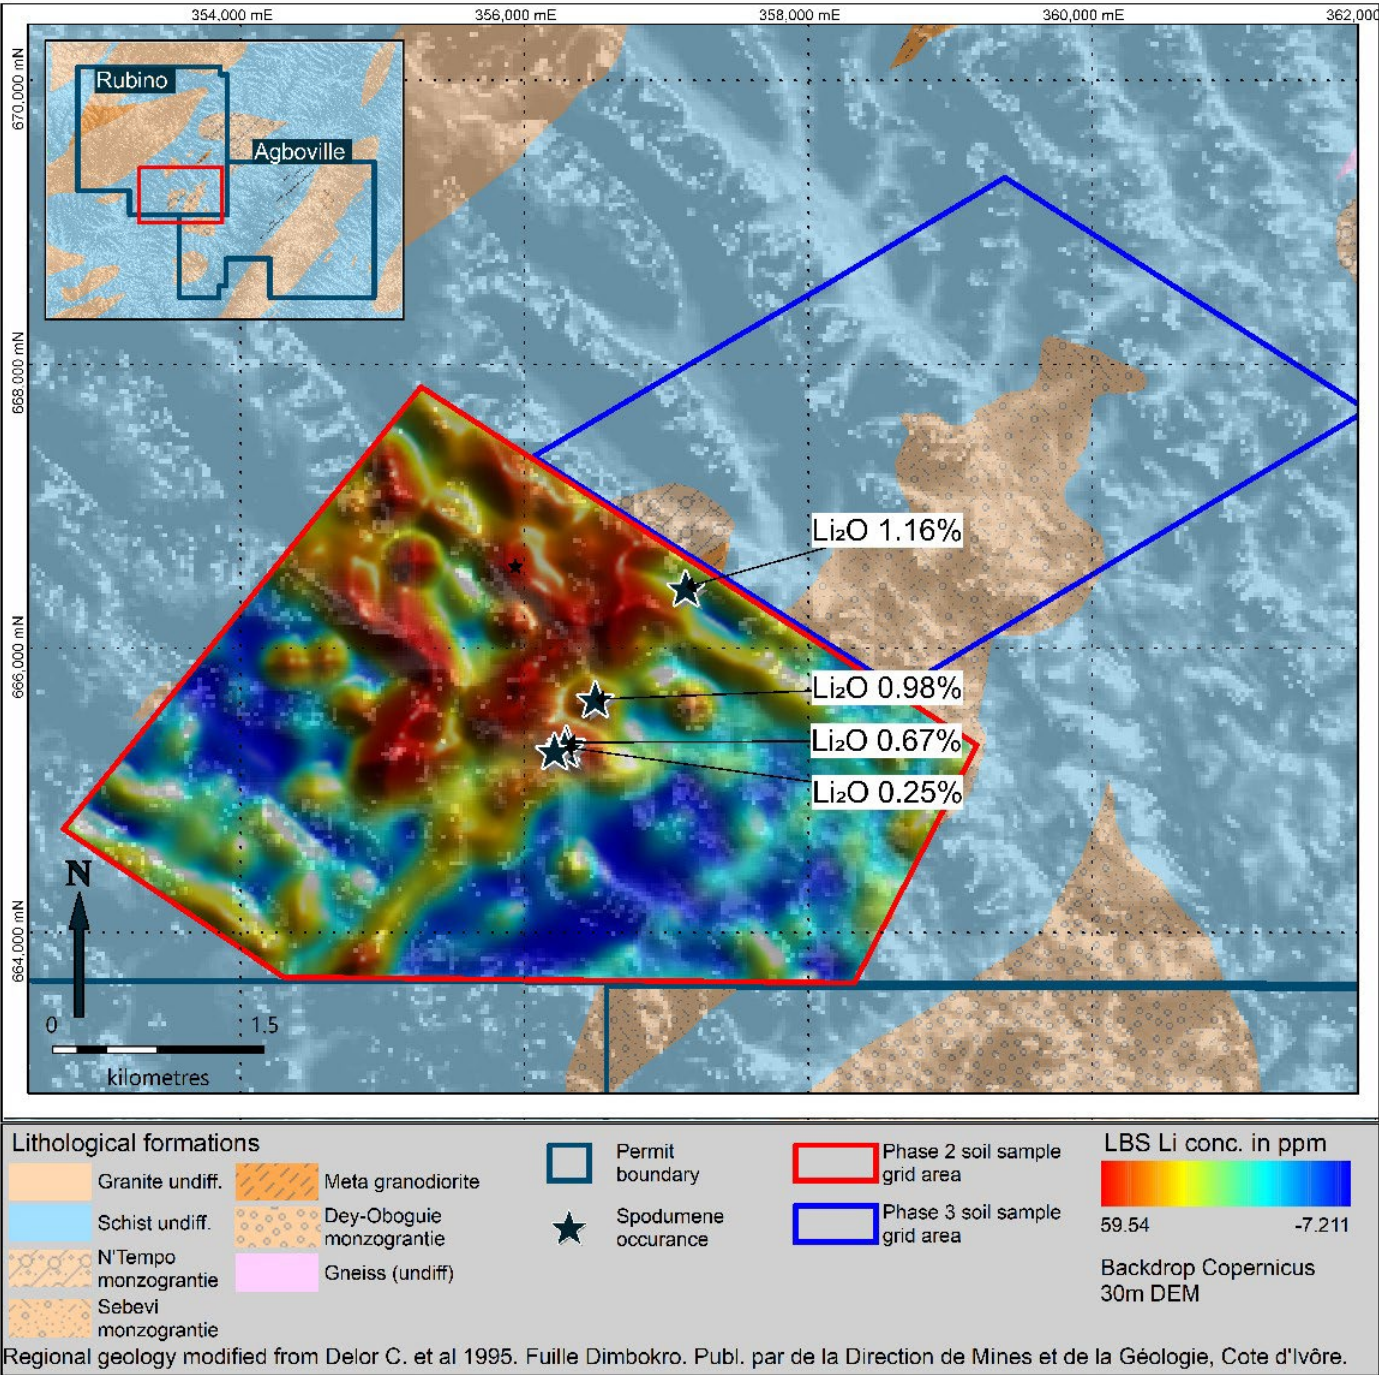 354,000 mE
356,000 mE
358,000 mE
360,000 mE
362,00
670,000 mN
668,000 mN
666,000 mN
664,000 mN
Rubino
Agboville
Li₂O 1.16%
Li₂O 0.98%
Li₂O 0.67%
Li₂O 0.25%
N
0 1.5
kilometres
Lithological formations
Granite undiff.
Schist undiff.
N'Tempo
monzograntie
Sebevi
monzograntie
Meta granodiorite
Dey-Oboguie
monzograntie
Gneiss (undiff)
Permit
boundary
Spodumene
occurance
Phase 2 soil sample
grid area
Phase 3 soil sample
grid area
LBS Li conc. in ppm
59.54 -7.211
Backdrop Copernicus
30m DEM
Regional geology modified from Delor C. et al 1995. Fuille Dimbokro. Publ. par de la Direction de Mines et de la Géologie, Cote d'Ivôre.